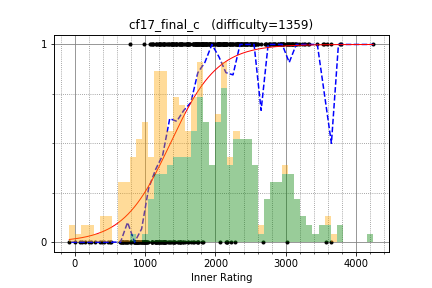 cf17_final_c (difficulty=1359)
1
0
0 1000 2000 3000 4000
Inner Rating